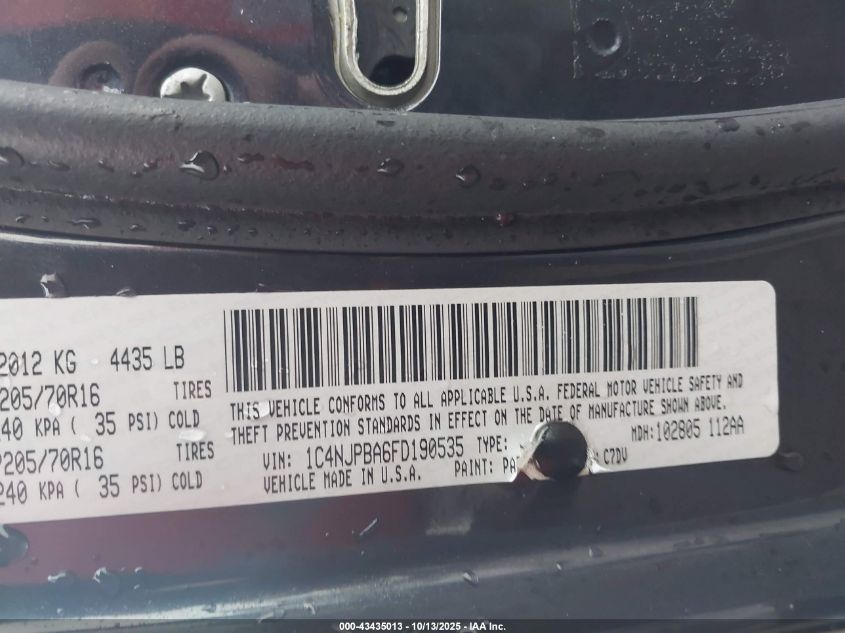 2012 KG 4435 LB
205/70R16 TIRES
240 KPA ( 35 PSI) COLD
P205/70R16 TIRES
240 KPA ( 35 PSI) COLD
THIS VEHICLE CONFORMS TO ALL APPLICABLE U.S.A. FEDERAL MOTOR VEHICLE SAFETY AND
THEFT PREVENTION STANDARDS IN EFFECT ON THE DATE OF MANUFACTURE SHOWN ABOVE.
VIN: 1C4NJPBA6FD190535 TYPE: MDH:102805 112AA
VEHICLE MADE IN U.S.A. PAINT: C7DV
000-43435013 - 10/13/2025 - IAA Inc.